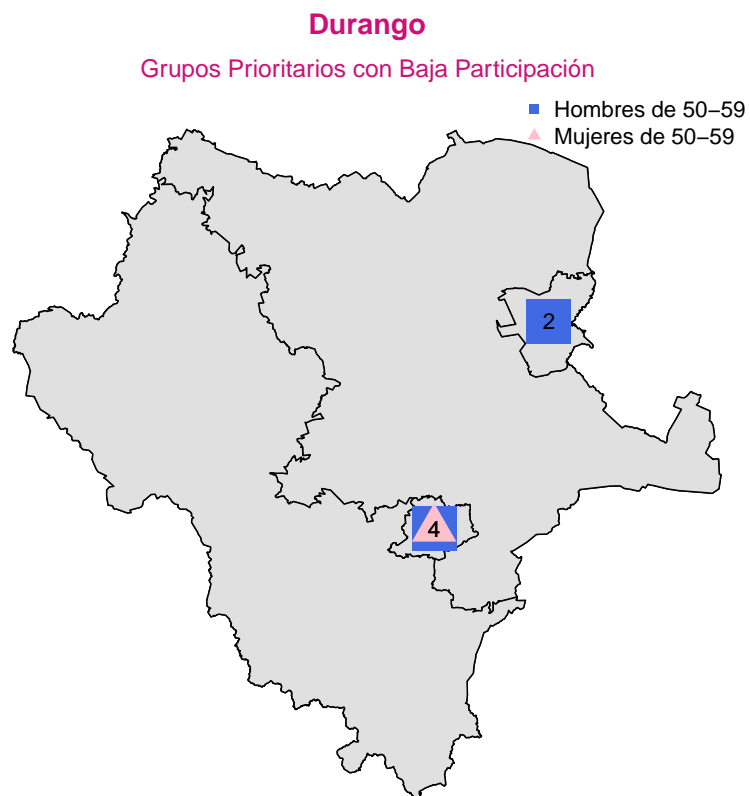 Durango
Grupos Prioritarios con Baja Participación
Hombres de 50–59
Mujeres de 50–59
2
4